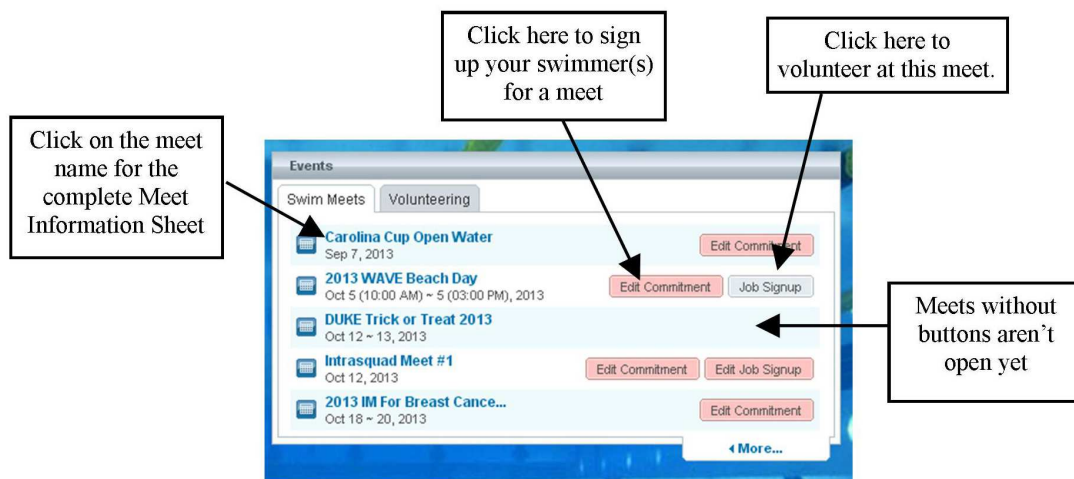 Click here to sign
up your swimmer(s)
for a meet
Click here to
volunteer at this meet.
Click on the meet
name for the
complete Meet
Information Sheet
Events
Swim Meets
Volunteering
Carolina Cup Open Water
Sep 7, 2013
Edit Commitment
2013 WAVE Beach Day
Oct 5 (10:00 AM) ~ 5 (03:00 PM), 2013
Edit Commitment
Job Signup
DUKE Trick or Treat 2013
Oct 12 ~ 13, 2013
Intrasquad Meet #1
Oct 12, 2013
Edit Commitment
Edit Job Signup
2013 IM For Breast Cance...
Oct 18 ~ 20, 2013
Edit Commitment
More...
Meets without
buttons aren’t
open yet